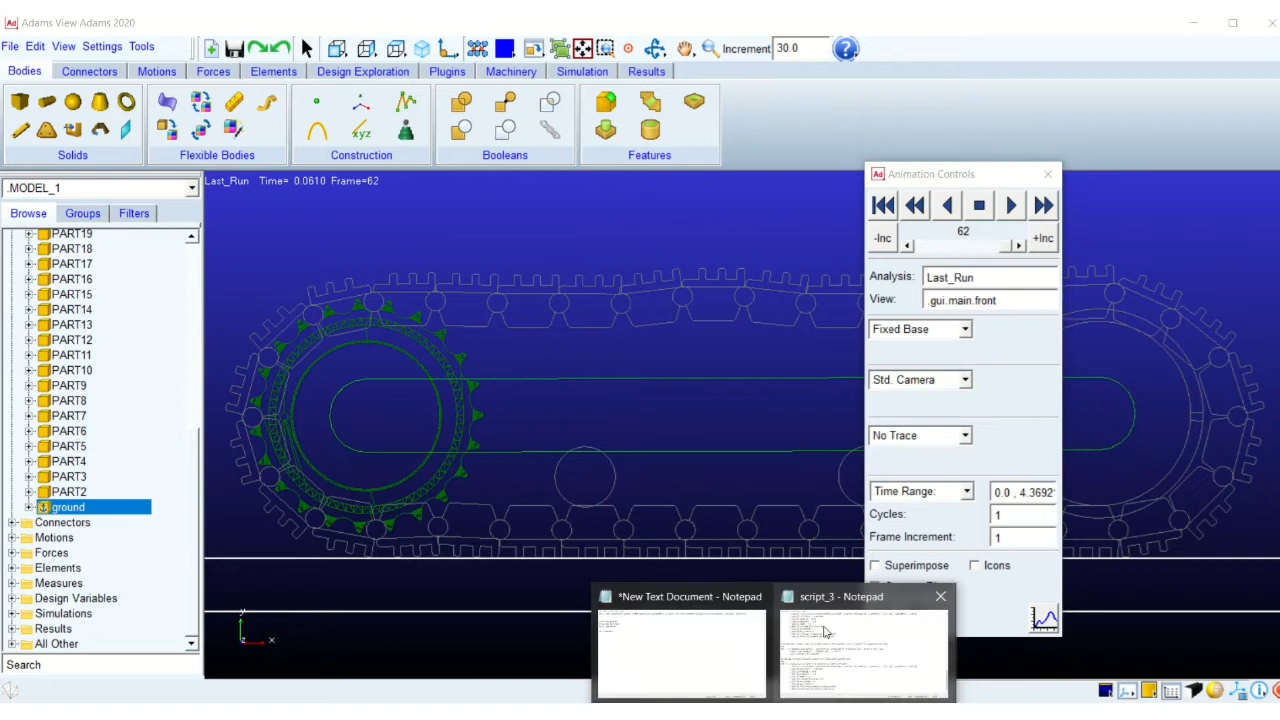 Ad Adams View Adams 2020
File Edit View Settings Tools
Increment 30.0
Bodies Connectors Motions Forces Elements Design Exploration Plugins Machinery Simulation Results
xyz
Solids Flexible Bodies Construction Booleans Features
.MODEL_1
Last_Run Time= 0.0610 Frame=62
Browse Groups Filters
PART19
PART18
PART17
PART16
PART15
PART14
PART13
PART12
PART11
PART10
PART9
PART8
PART7
PART6
PART5
PART4
PART3
PART2
ground
Connectors
Motions
Forces
Elements
Measures
Design Variables
Simulations
Results
All Other
Search
Ad Animation Controls
62
-Inc +Inc
Analysis: Last_Run
View: .gui.main.front
Fixed Base
Std. Camera
No Trace
Time Range: 0.0 , 4.3692
Cycles: 1
Frame Increment: 1
Superimpose Icons
*New Text Document - Notepad
script_3 - Notepad
y
z x